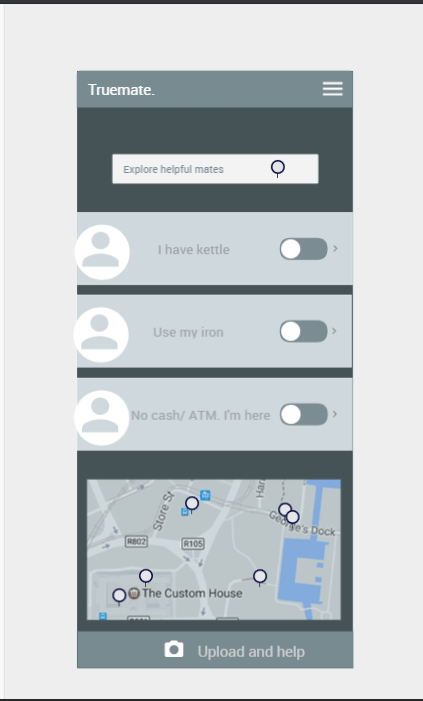 Truemate.
Explore helpful mates
I have kettle
Use my iron
No cash/ ATM. I'm here
Store St
George's Dock
R802
R105
The Custom House
Upload and help